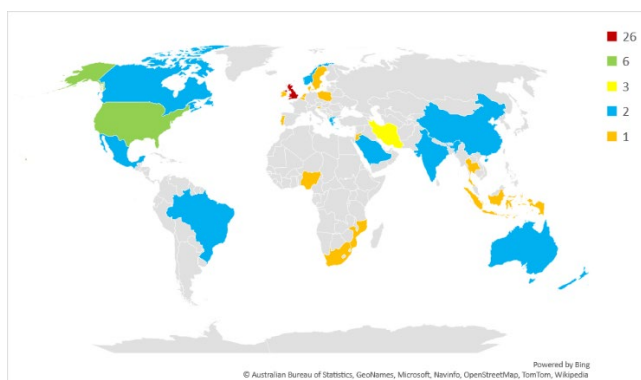 26
6
3
2
1
Powered by Bing
© Australian Bureau of Statistics, GeoNames, Microsoft, Navinfo, OpenStreetMap, TomTom, Wikipedia